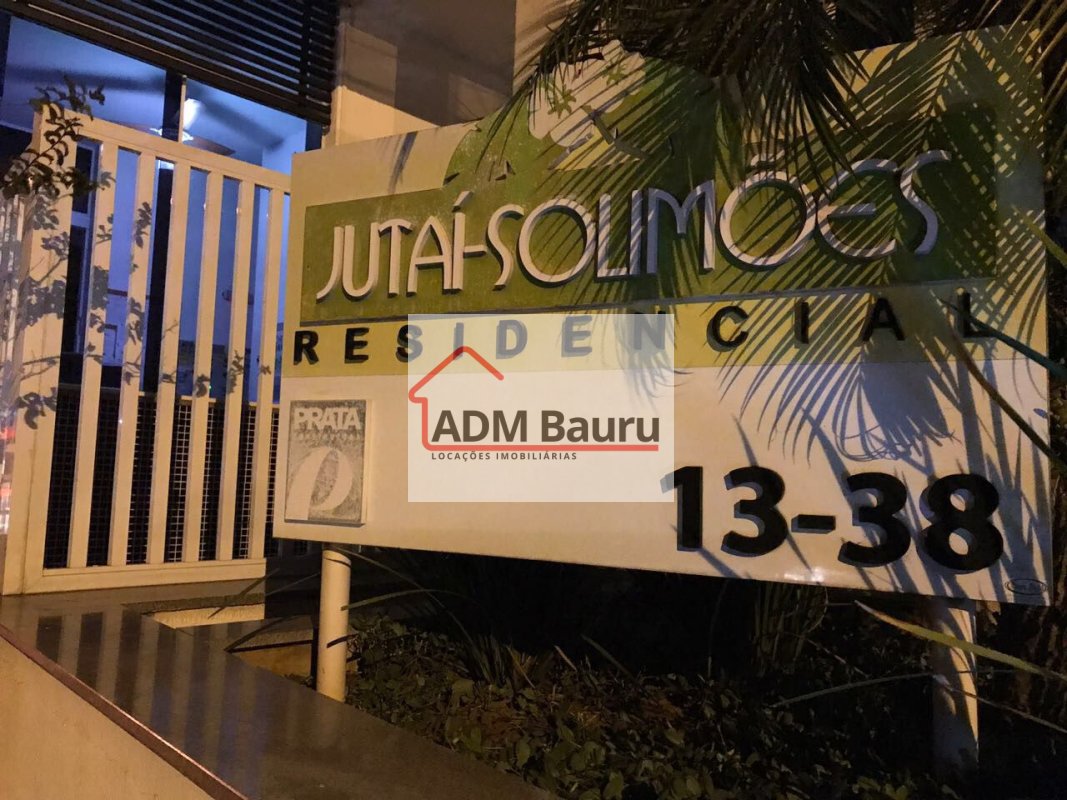 JUTAÍ-SOLIMÕES
RESIDENCIAL
PRATA
ADM Bauru
LOCAÇÕES IMOBILIÁRIAS
13-38